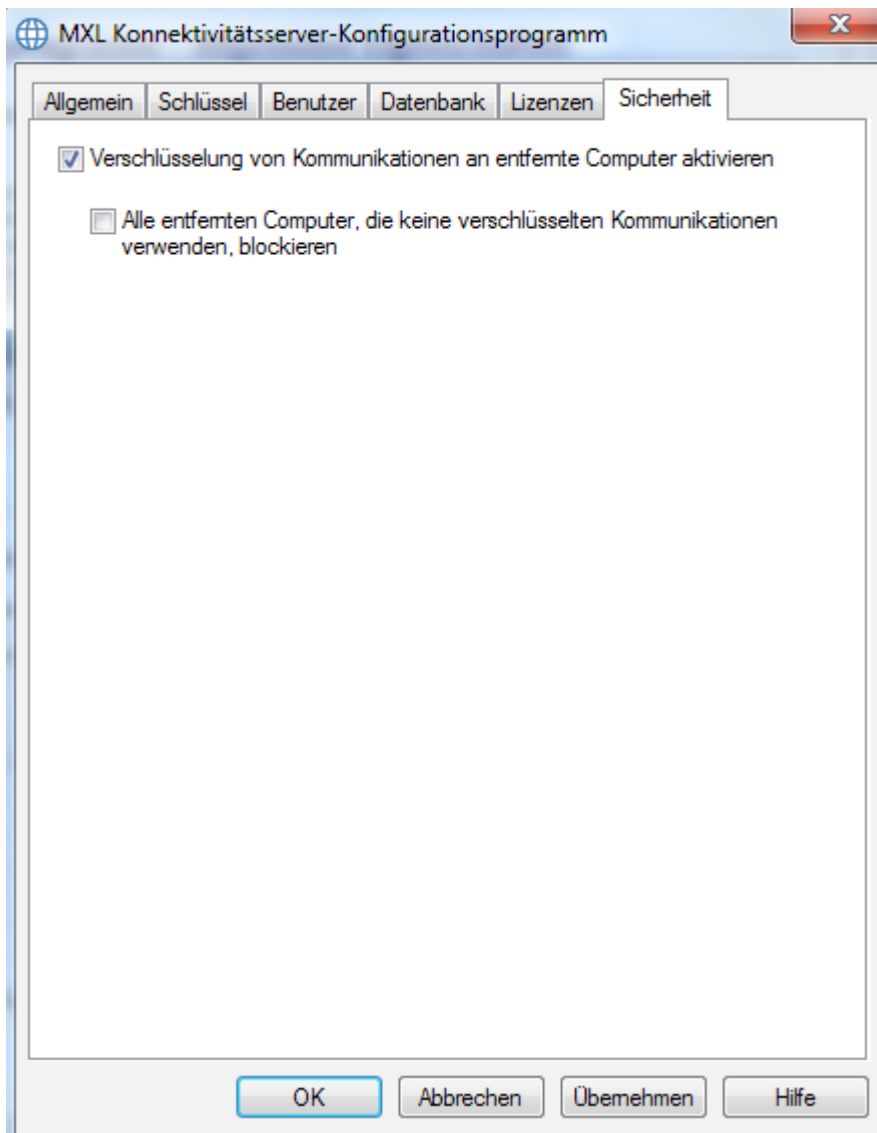 MXL Konnektivitätsserver-Konfigurationsprogramm
Allgemein Schlüssel Benutzer Datenbank Lizenzen Sicherheit
Verschlüsselung von Kommunikationen an entfernte Computer aktivieren
Alle entfernten Computer, die keine verschlüsselten Kommunikationen
verwenden, blockieren
OK Abbrechen Übernehmen Hilfe